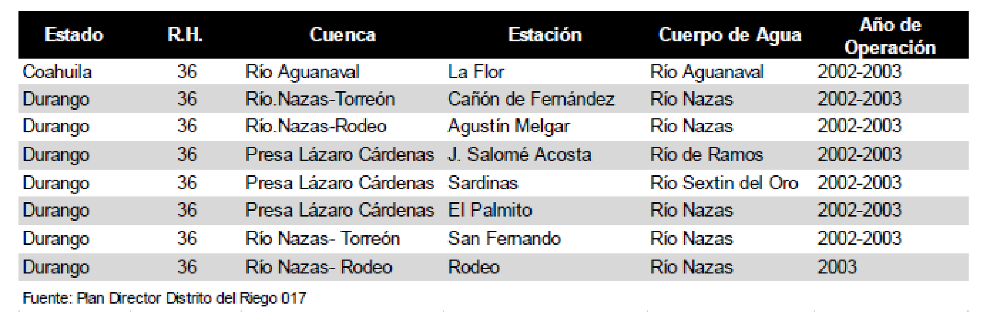 Estado R.H. Cuenca Estación Cuerpo de Agua Año de Operación
Coahuila 36 Río Aguanaval La Flor Río Aguanaval 2002-2003
Durango 36 Río.Nazas-Torreón Cañón de Fernández Río Nazas 2002-2003
Durango 36 Río.Nazas-Rodeo Agustín Melgar Río Nazas 2002-2003
Durango 36 Presa Lázaro Cárdenas J. Salomé Acosta Río de Ramos 2002-2003
Durango 36 Presa Lázaro Cárdenas Sardinas Río Sextin del Oro 2002-2003
Durango 36 Presa Lázaro Cárdenas El Palmito Río Nazas 2002-2003
Durango 36 Río Nazas- Torreón San Fernando Río Nazas 2002-2003
Durango 36 Río Nazas- Rodeo Rodeo Río Nazas 2003
Fuente: Plan Director Distrito del Riego 017